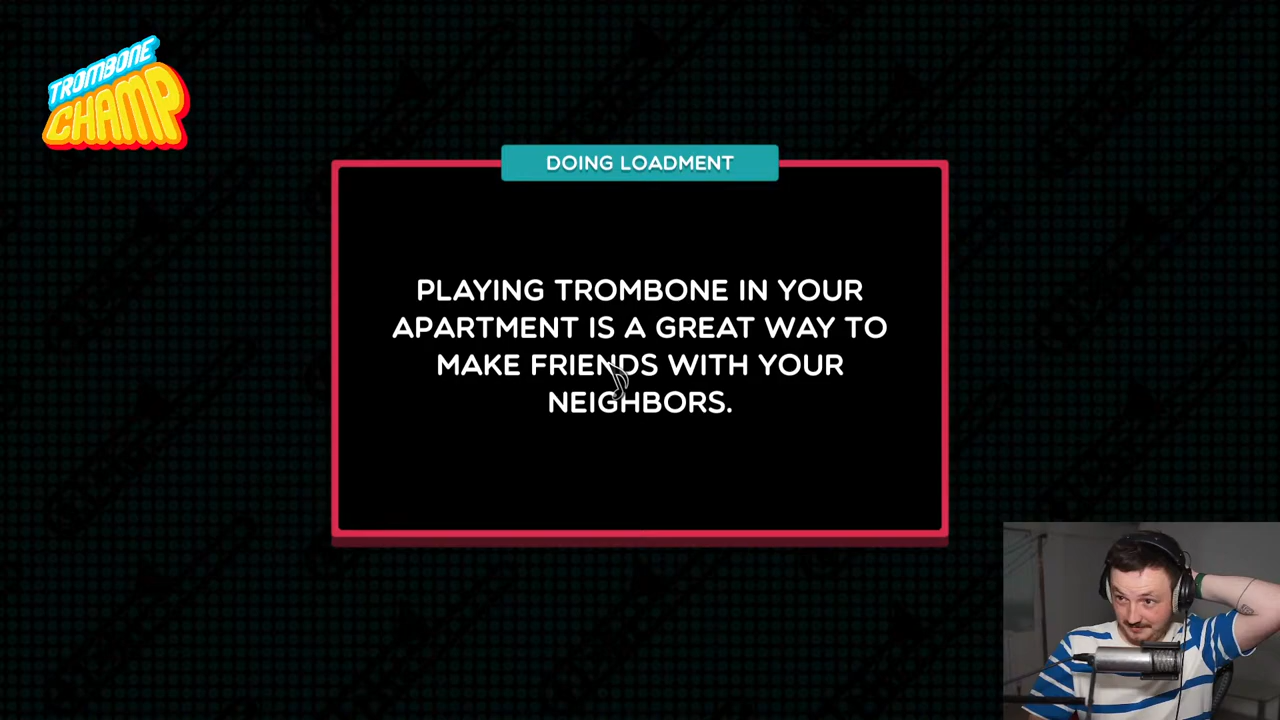 TROMBONE
CHAMP
DOING LOADMENT
PLAYING TROMBONE IN YOUR
APARTMENT IS A GREAT WAY TO
MAKE FRIENDS WITH YOUR
NEIGHBORS.